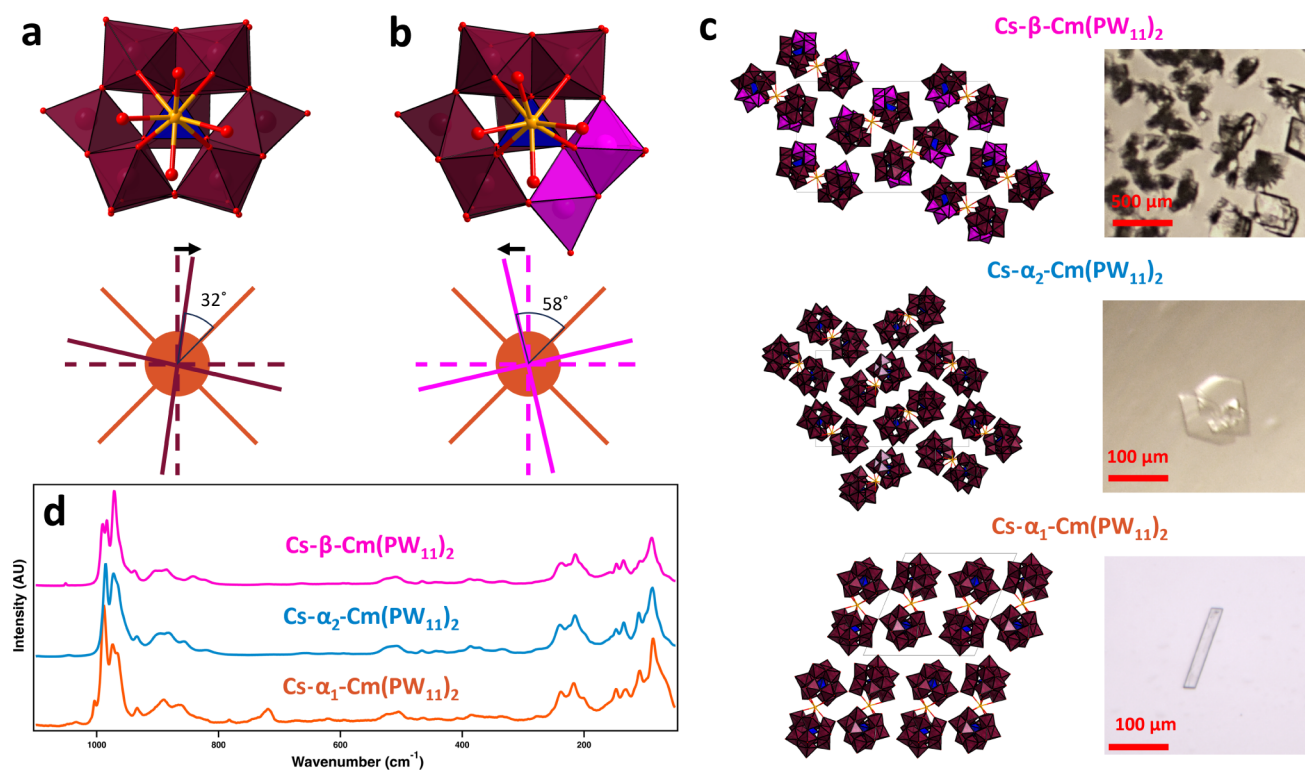 a
b
c
Cs-β-Cm(PW₁₁)₂
500 µm
32˚
58˚
Cs-α₂-Cm(PW₁₁)₂
100 µm
d
Cs-β-Cm(PW₁₁)₂
Cs-α₂-Cm(PW₁₁)₂
Cs-α₁-Cm(PW₁₁)₂
Intensity (AU)
1000 800 600 400 200
Wavenumber (cm⁻¹)
Cs-α₁-Cm(PW₁₁)₂
100 µm